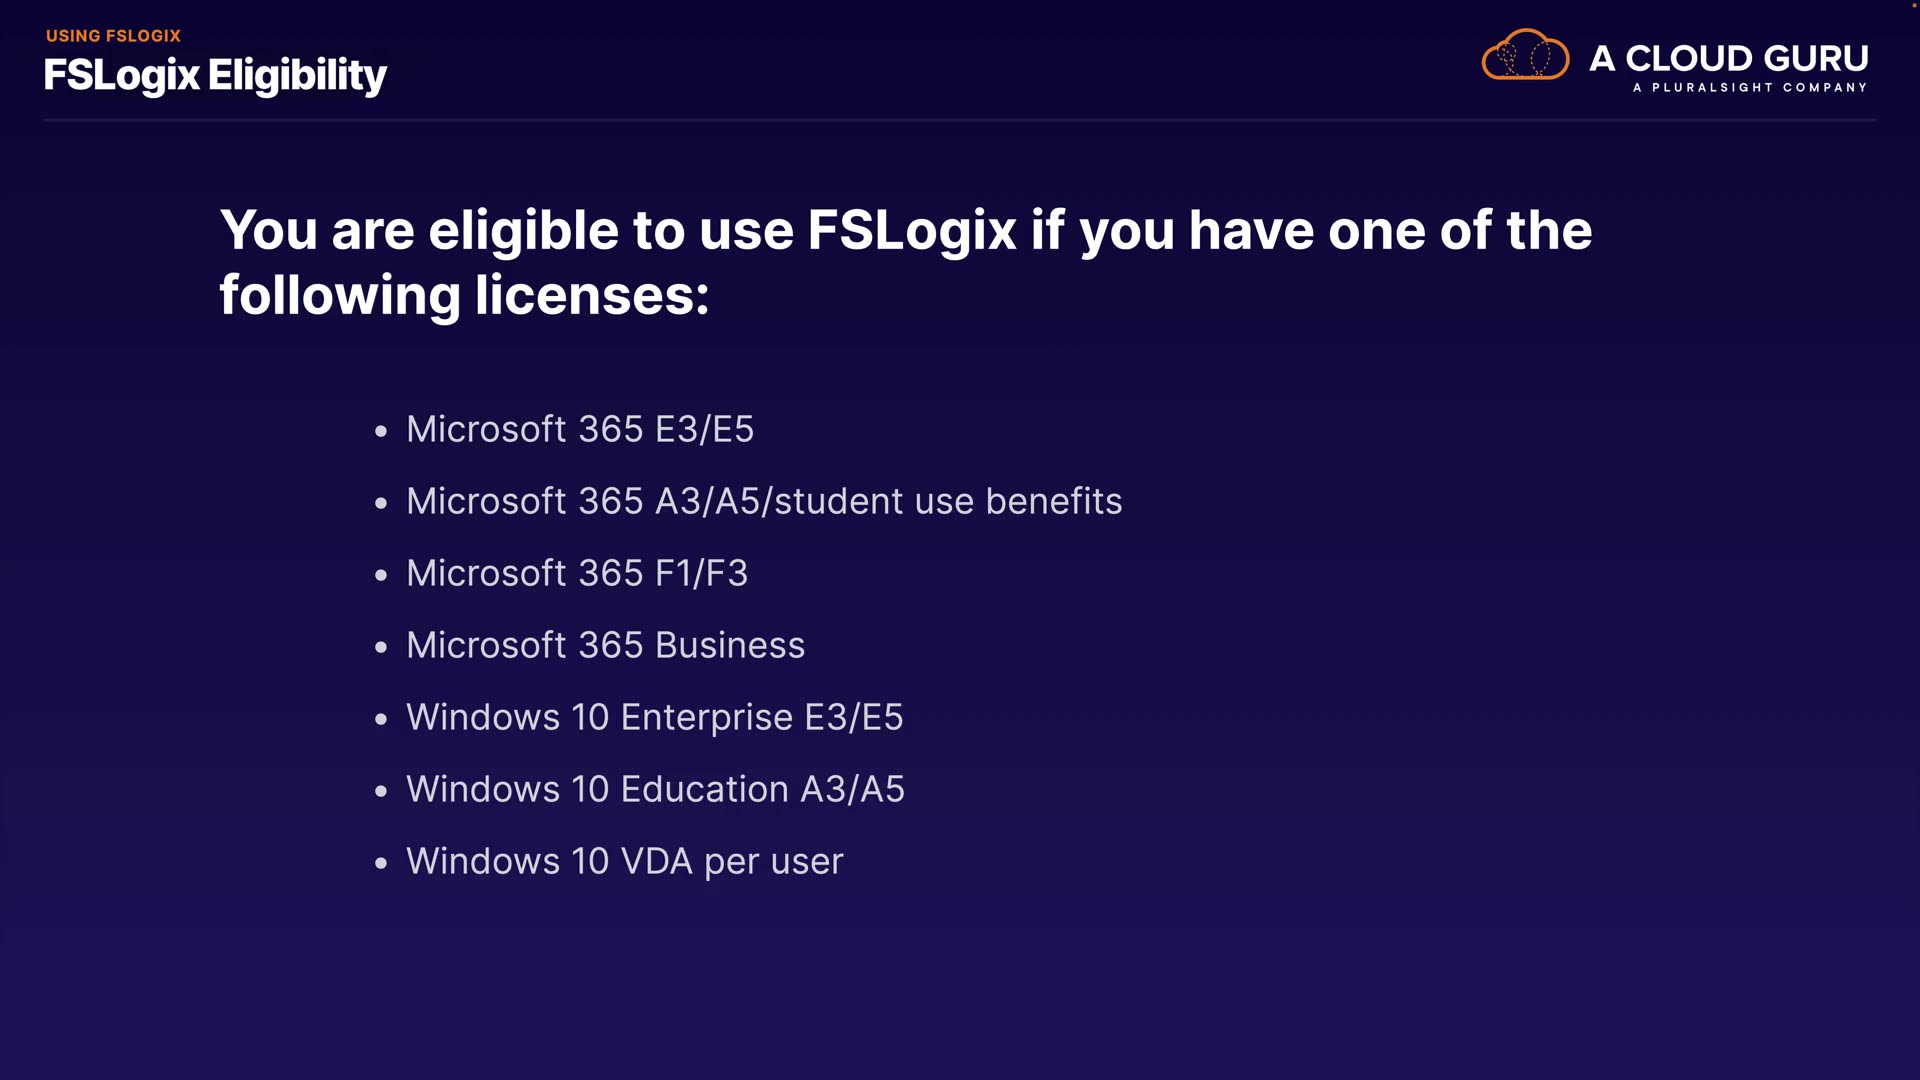 USING FSLOGIX
FSLogix Eligibility
A CLOUD GURU
A PLURALSIGHT COMPANY
You are eligible to use FSLogix if you have one of the
following licenses:
• Microsoft 365 E3/E5
• Microsoft 365 A3/A5/student use benefits
• Microsoft 365 F1/F3
• Microsoft 365 Business
• Windows 10 Enterprise E3/E5
• Windows 10 Education A3/A5
• Windows 10 VDA per user